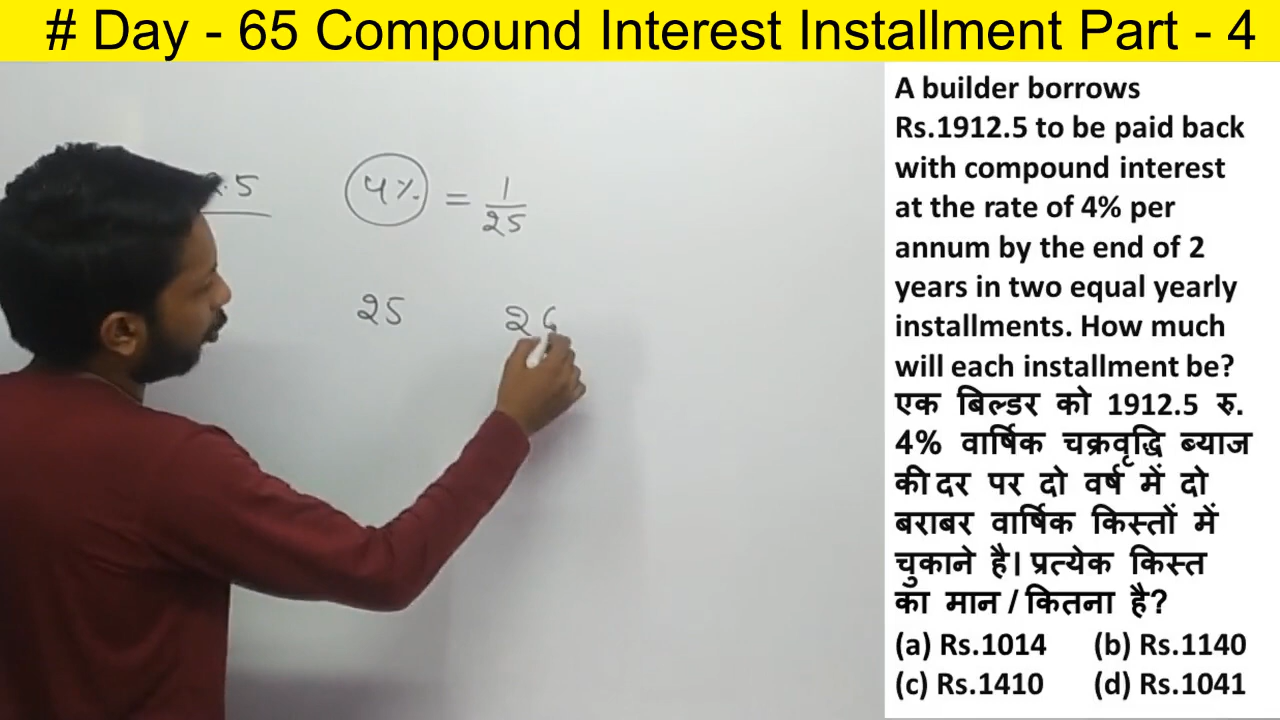 # Day - 65 Compound Interest Installment Part - 4
.5 4% = 1/25
25 26
A builder borrows
Rs.1912.5 to be paid back
with compound interest
at the rate of 4% per
annum by the end of 2
years in two equal yearly
installments. How much
will each installment be?
एक बिल्डर को 1912.5 रु.
4% वार्षिक चक्रवृद्धि ब्याज
की दर पर दो वर्ष में दो
बराबर वार्षिक किस्तों में
चुकाने है। प्रत्येक किस्त
का मान / कितना है?
(a) Rs.1014 (b) Rs.1140
(c) Rs.1410 (d) Rs.1041